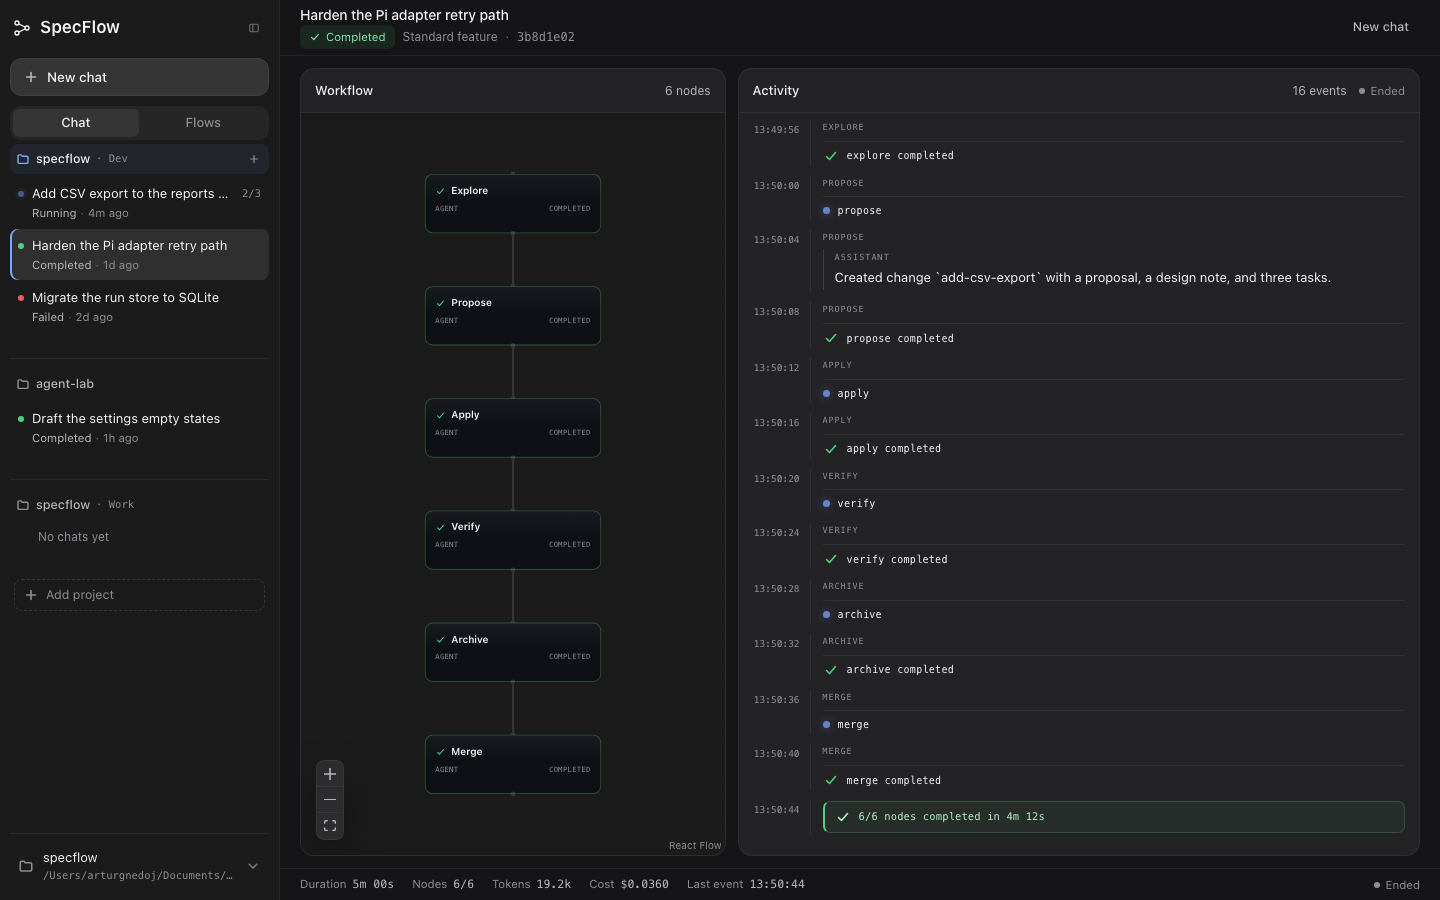 SpecFlow
New chat
Chat
Flows
specflow · Dev
Add CSV export to the reports ... 2/3
Running · 4m ago
Harden the Pi adapter retry path
Completed · 1d ago
Migrate the run store to SQLite
Failed · 2d ago
agent-lab
Draft the settings empty states
Completed · 1h ago
specflow · Work
No chats yet
Add project
specflow
/Users/arturgnedoj/Documents/…
Harden the Pi adapter retry path
Completed Standard feature · 3b8d1e02
New chat
Workflow 6 nodes
Explore
AGENT COMPLETED
Propose
AGENT COMPLETED
Apply
AGENT COMPLETED
Verify
AGENT COMPLETED
Archive
AGENT COMPLETED
Merge
AGENT COMPLETED
React Flow
Activity 16 events Ended
13:49:56 EXPLORE
explore completed
13:50:00 PROPOSE
propose
13:50:04 PROPOSE
ASSISTANT
Created change `add-csv-export` with a proposal, a design note, and three tasks.
13:50:08 PROPOSE
propose completed
13:50:12 APPLY
apply
13:50:16 APPLY
apply completed
13:50:20 VERIFY
verify
13:50:24 VERIFY
verify completed
13:50:28 ARCHIVE
archive
13:50:32 ARCHIVE
archive completed
13:50:36 MERGE
merge
13:50:40 MERGE
merge completed
13:50:44 6/6 nodes completed in 4m 12s
Duration 5m 00s Nodes 6/6 Tokens 19.2k Cost $0.0360 Last event 13:50:44 Ended